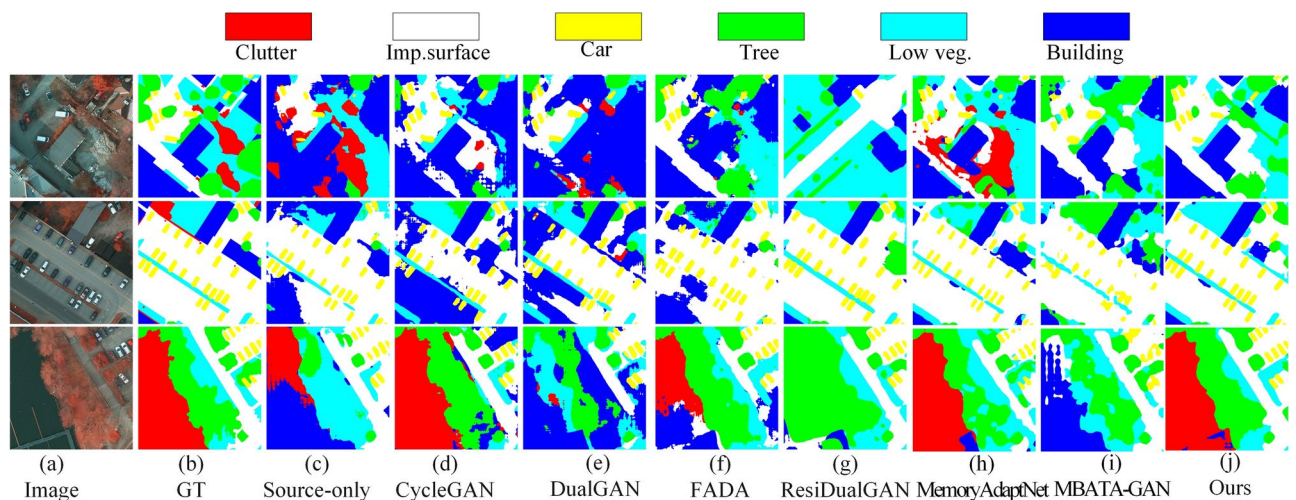 Clutter Imp.surface Car Tree Low veg. Building
(a) (b) (c) (d) (e) (f) (g) (h) (i) (j)
Image GT Source-only CycleGAN DualGAN FADA ResiDualGAN MemoryAdaptNet MBATA-GAN Ours